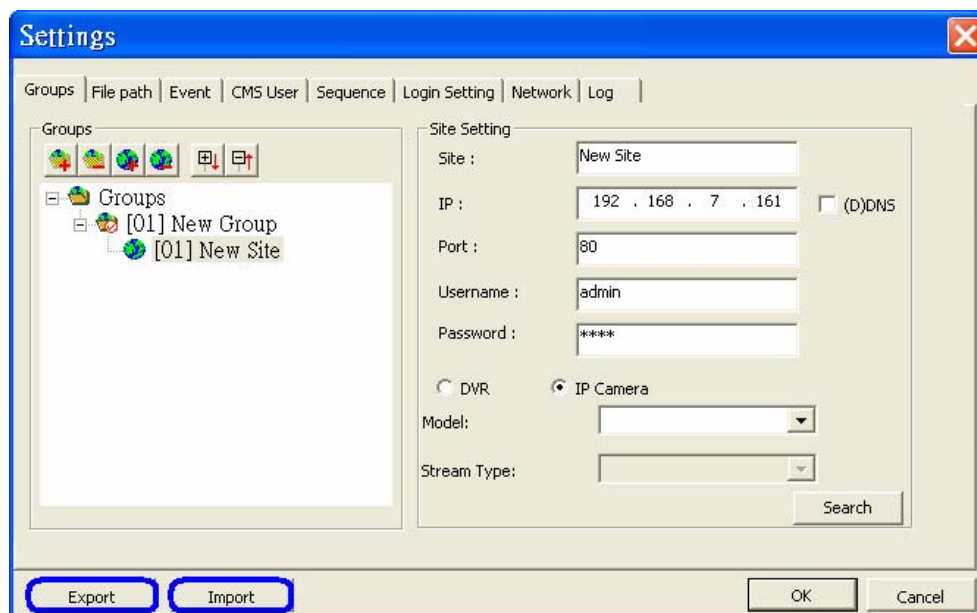 Settings
Groups File path Event CMS User Sequence Login Setting Network Log
Groups
Groups
[01] New Group
[01] New Site
Site Setting
Site : New Site
IP : 192 . 168 . 7 . 161 (D)DNS
Port : 80
Username : admin
Password : ****
DVR IP Camera
Model:
Stream Type:
Search
Export Import OK Cancel